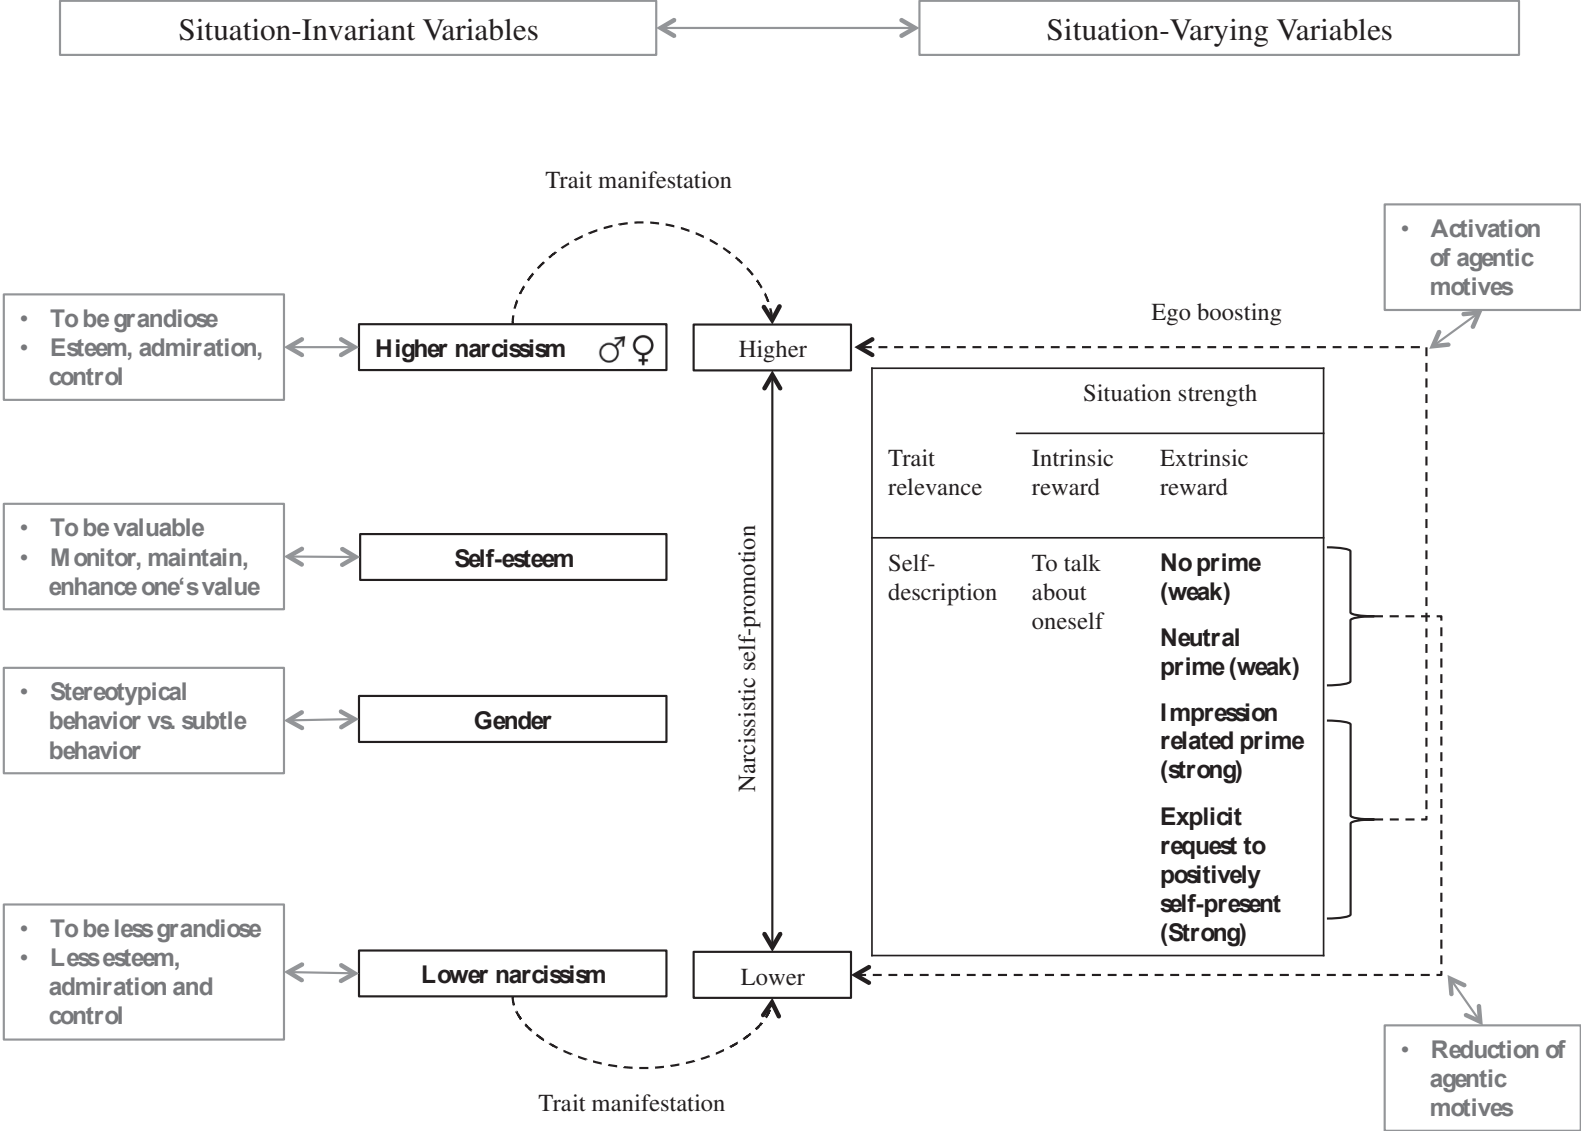 Situation-Invariant Variables
Situation-Varying Variables
Trait manifestation
• Activation
of agentic
motives
Ego boosting
• To be grandiose
• Esteem, admiration,
control
Higher narcissism ♂♀
Higher
Situation strength
Trait
relevance
Intrinsic
reward
Extrinsic
reward
• To be valuable
• Monitor, maintain,
enhance one‘s value
Self-esteem
Narcissistic self-promotion
Self-
description
To talk
about
oneself
No prime
(weak)
Neutral
prime (weak)
Impression
related prime
(strong)
Explicit
request to
positively
self-present
(Strong)
• Stereotypical
behavior vs. subtle
behavior
Gender
• To be less grandiose
• Less esteem,
admiration and
control
Lower narcissism
Lower
Trait manifestation
• Reduction of
agentic
motives